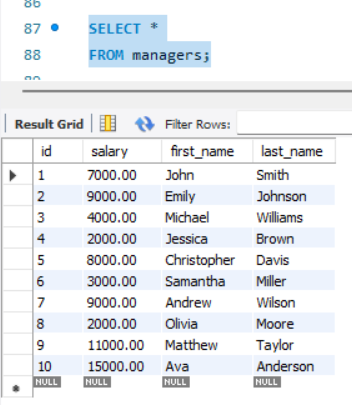 86
87 SELECT *
88 FROM managers;
89
Result Grid Filter Rows:
id salary first_name last_name
1 7000.00 John Smith
2 9000.00 Emily Johnson
3 4000.00 Michael Williams
4 2000.00 Jessica Brown
5 8000.00 Christopher Davis
6 3000.00 Samantha Miller
7 9000.00 Andrew Wilson
8 2000.00 Olivia Moore
9 11000.00 Matthew Taylor
10 15000.00 Ava Anderson
NULL NULL NULL NULL